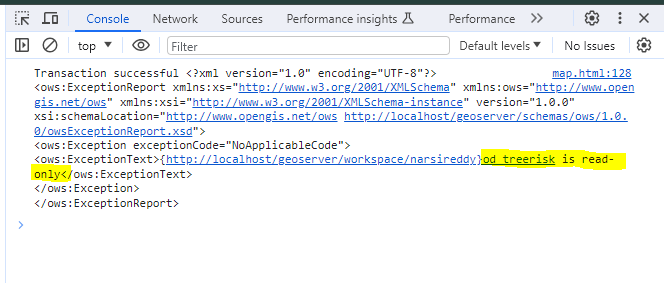 Console Network Sources Performance insights Performance
top Filter Default levels No Issues
Transaction successful <?xml version="1.0" encoding="UTF-8"?> map.html:128
<ows:ExceptionReport xmlns:xs="http://www.w3.org/2001/XMLSchema" xmlns:ows="http://www.open
gis.net/ows" xmlns:xsi="http://www.w3.org/2001/XMLSchema-instance" version="1.0.0"
xsi:schemaLocation="http://www.opengis.net/ows http://localhost/geoserver/schemas/ows/1.0.
0/owsExceptionReport.xsd">
<ows:Exception exceptionCode="NoApplicableCode">
<ows:ExceptionText>{http://localhost/geoserver/workspace/narsireddy}od_treerisk is read-
only</ows:ExceptionText>
</ows:Exception>
</ows:ExceptionReport>